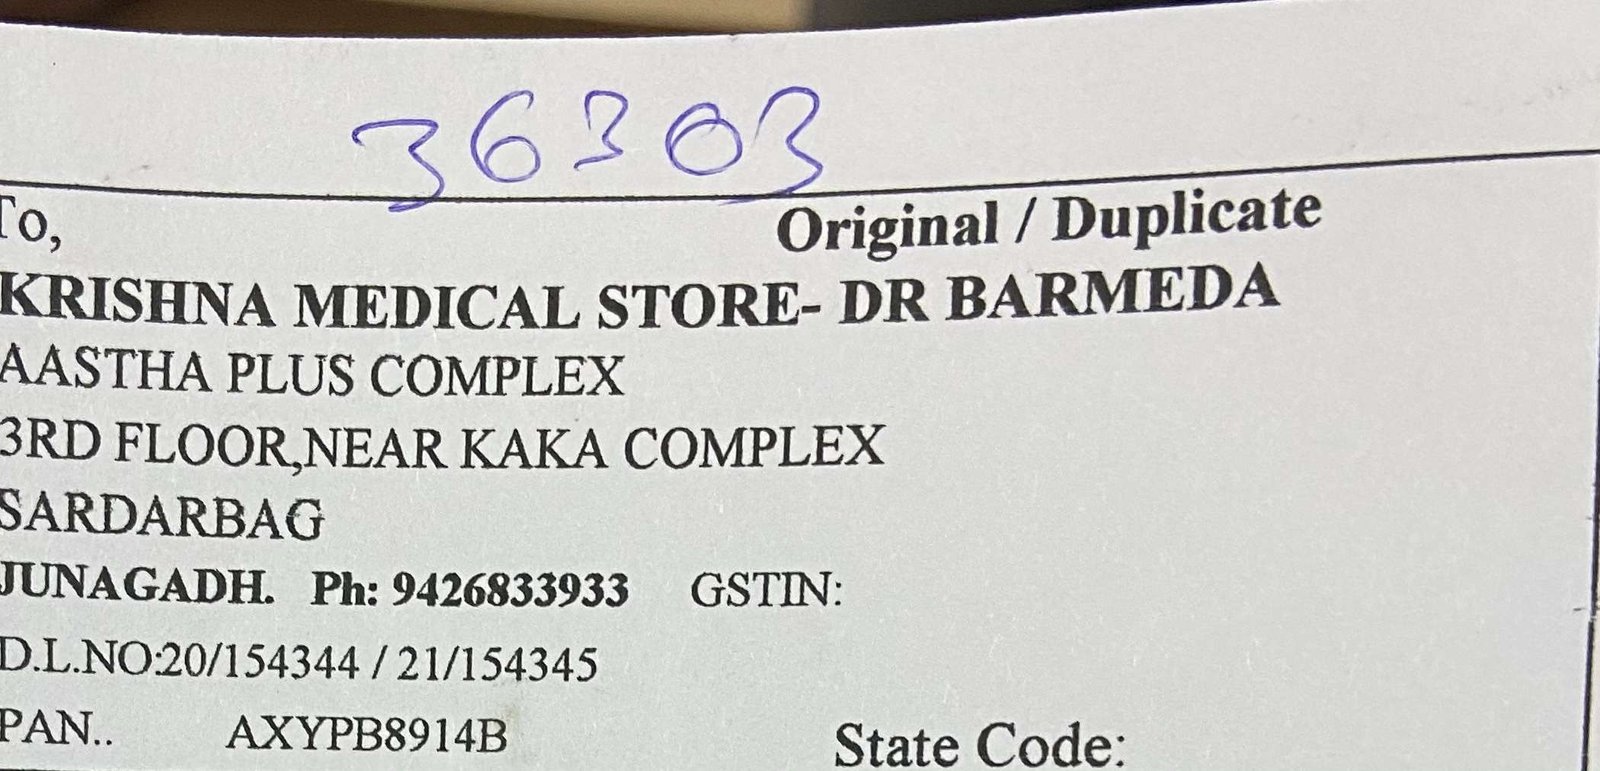 36303
To,
Original / Duplicate
KRISHNA MEDICAL STORE- DR BARMEDA
AASTHA PLUS COMPLEX
3RD FLOOR,NEAR KAKA COMPLEX
SARDARBAG
JUNAGADH. Ph: 9426833933 GSTIN:
D.L.NO:20/154344 / 21/154345
PAN.. AXYPB8914B State Code: